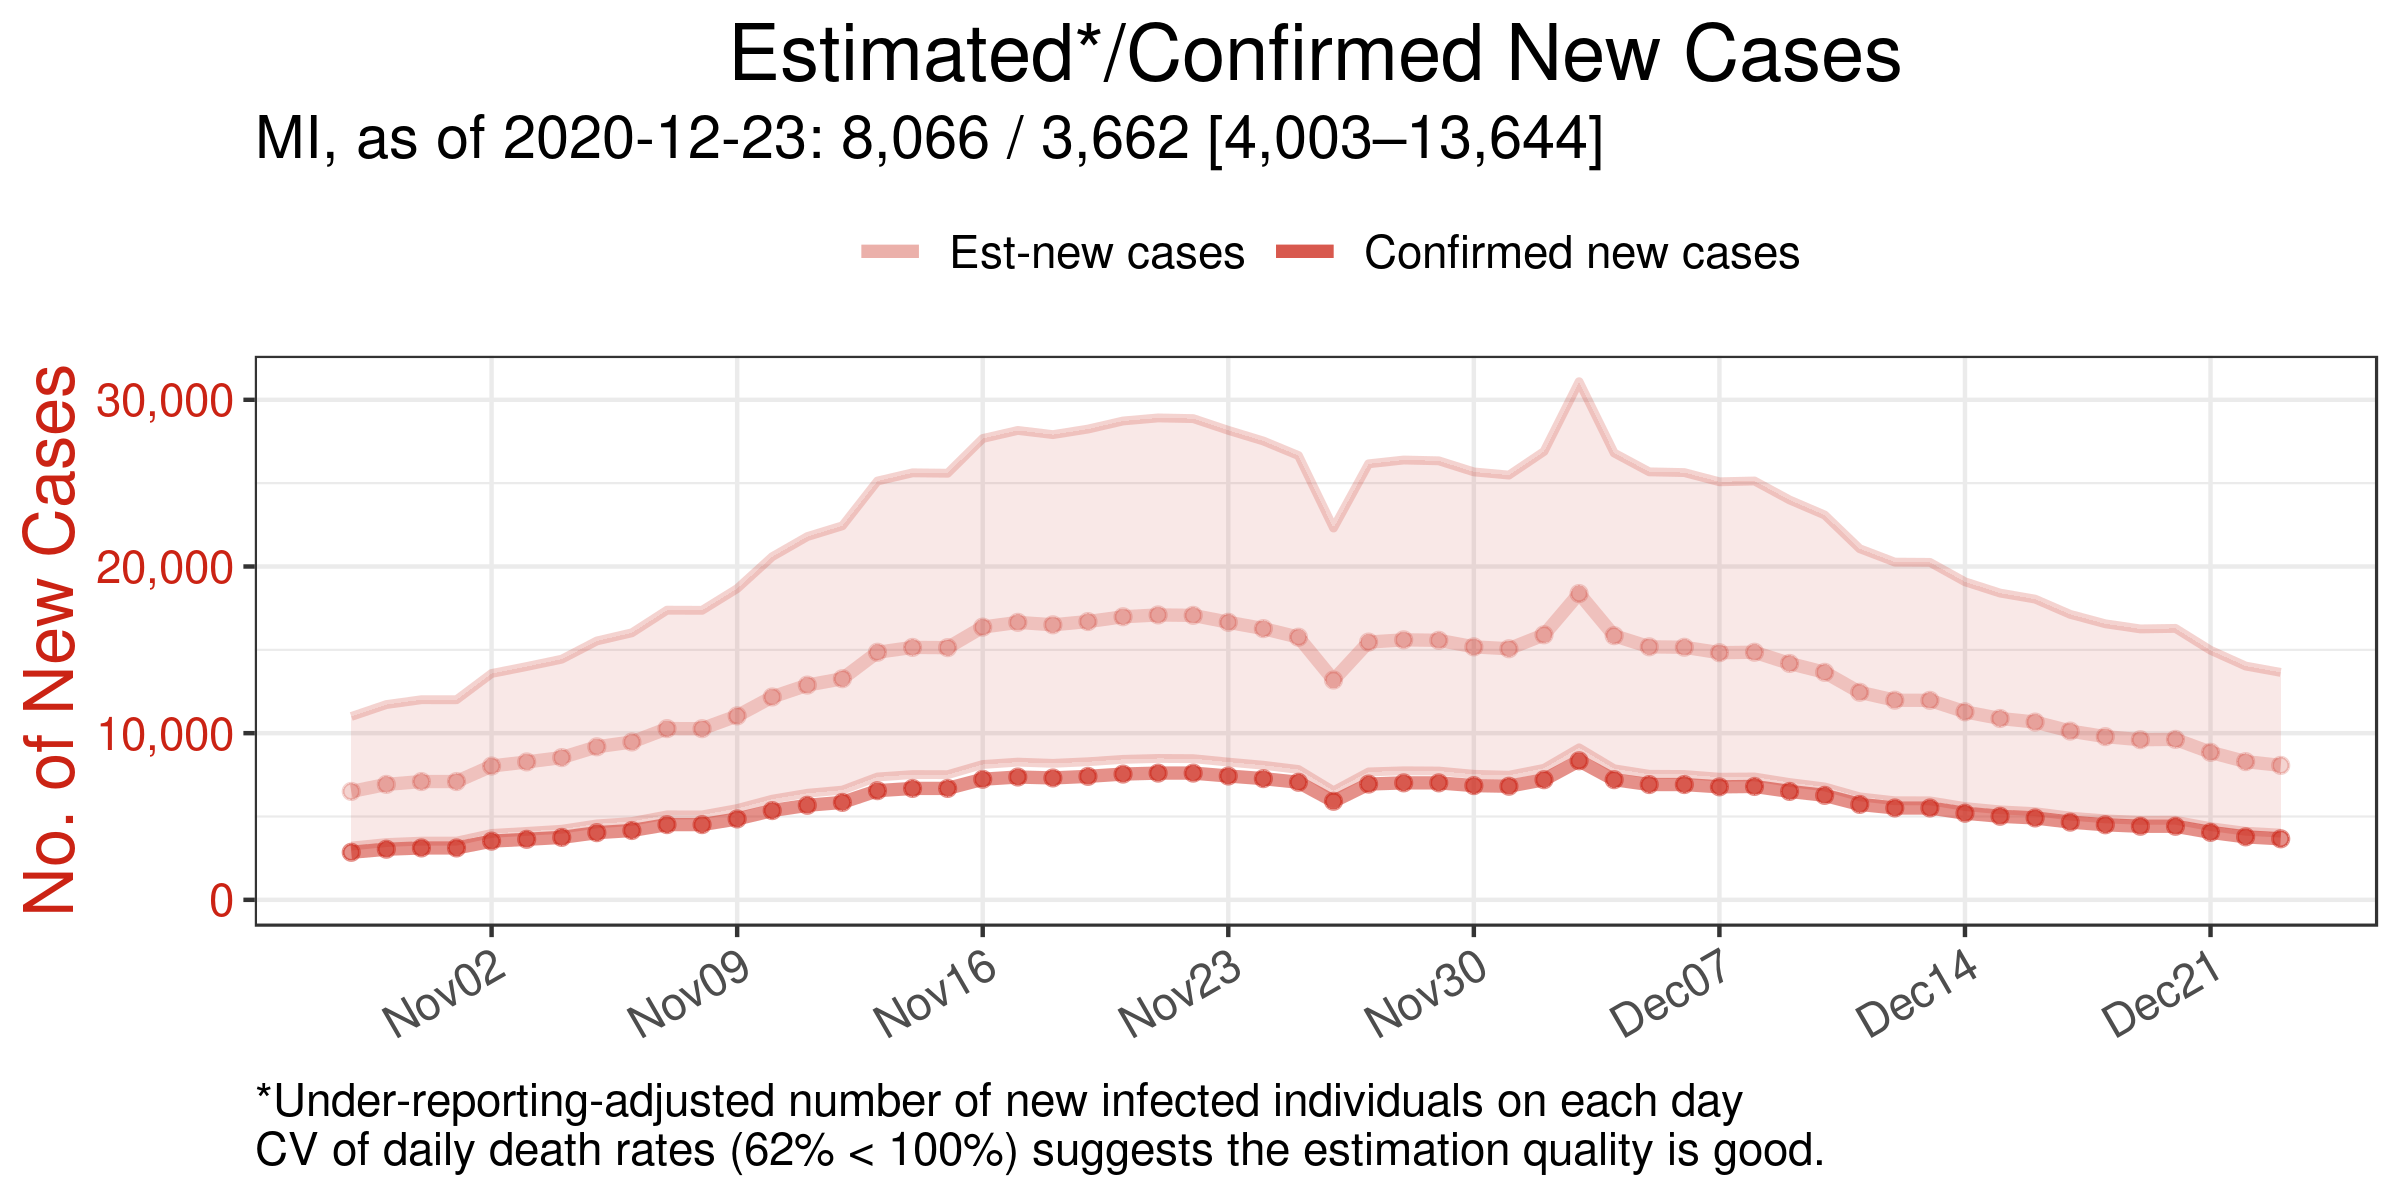 Estimated*/Confirmed New Cases
MI, as of 2020-12-23: 8,066 / 3,662 [4,003–13,644]
Est-new cases
Confirmed new cases
No. of New Cases
30,000
20,000
10,000
0
Nov02
Nov09
Nov16
Nov23
Nov30
Dec07
Dec14
Dec21
*Under-reporting-adjusted number of new infected individuals on each day
CV of daily death rates (62% < 100%) suggests the estimation quality is good.